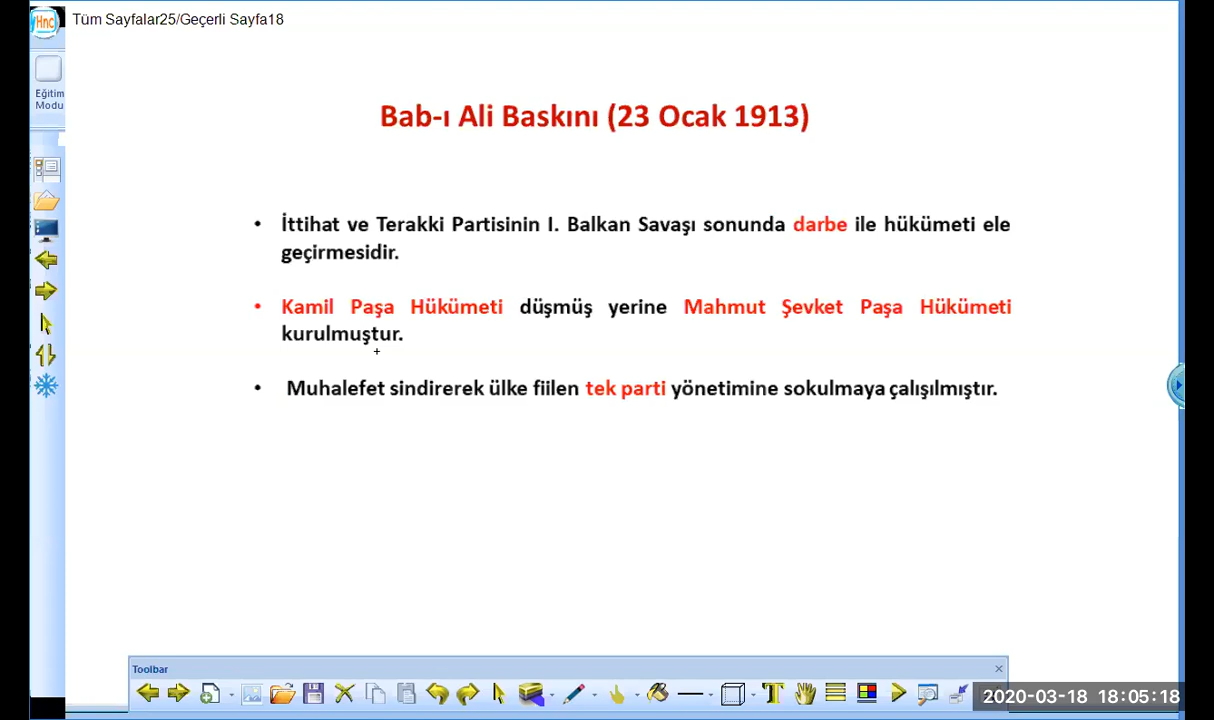 Hnc
Tüm Sayfalar25/Geçerli Sayfa18
Eğitim
Modu
Bab-ı Ali Baskını (23 Ocak 1913)
• İttihat ve Terakki Partisinin I. Balkan Savaşı sonunda darbe ile hükümeti ele
geçirmesidir.
• Kamil Paşa Hükümeti düşmüş yerine Mahmut Şevket Paşa Hükümeti
kurulmuştur.
• Muhalefet sindirerek ülke fiilen tek parti yönetimine sokulmaya çalışılmıştır.
Toolbar
2020-03-18 18:05:18